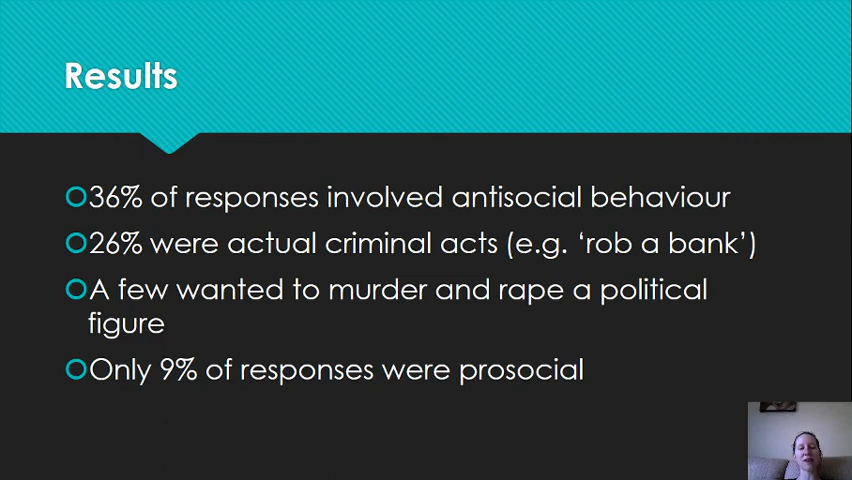 Results
36% of responses involved antisocial behaviour
26% were actual criminal acts (e.g. ‘rob a bank’)
A few wanted to murder and rape a political
figure
Only 9% of responses were prosocial